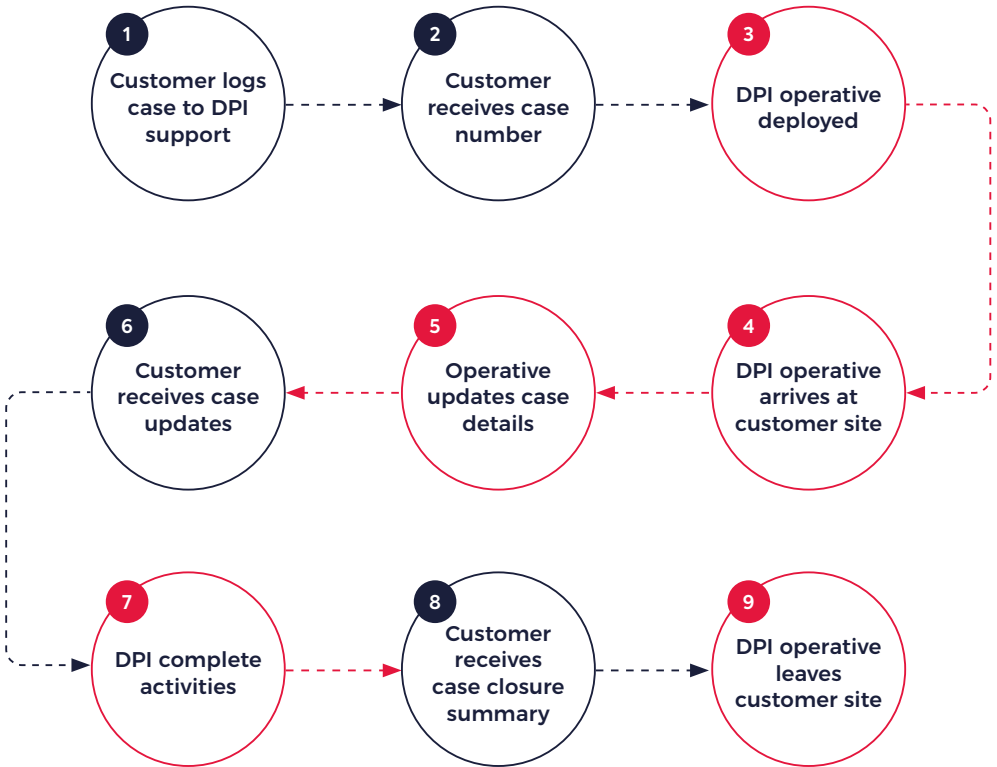 1
Customer logs
case to DPI
support
2
Customer
receives case
number
3
DPI operative
deployed
4
DPI operative
arrives at
customer site
5
Operative
updates case
details
6
Customer
receives case
updates
7
DPI complete
activities
8
Customer
receives
case closure
summary
9
DPI operative
leaves
customer site